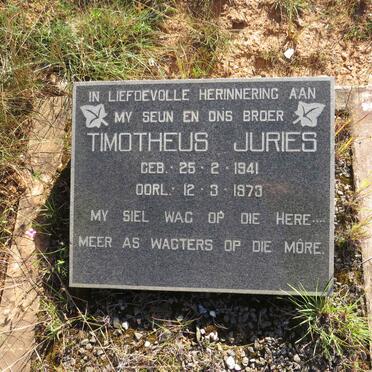 IN LIEFDEVOLLE HERINNERING AAN
MY SEUN EN ONS BROER
TIMOTHEUS JURIES
GEB. · 25 · 2 · 1941
OORL. · 12 · 3 · 1973
MY SIEL WAG OP DIE HERE....
MEER AS WAGTERS OP DIE MÔRE.